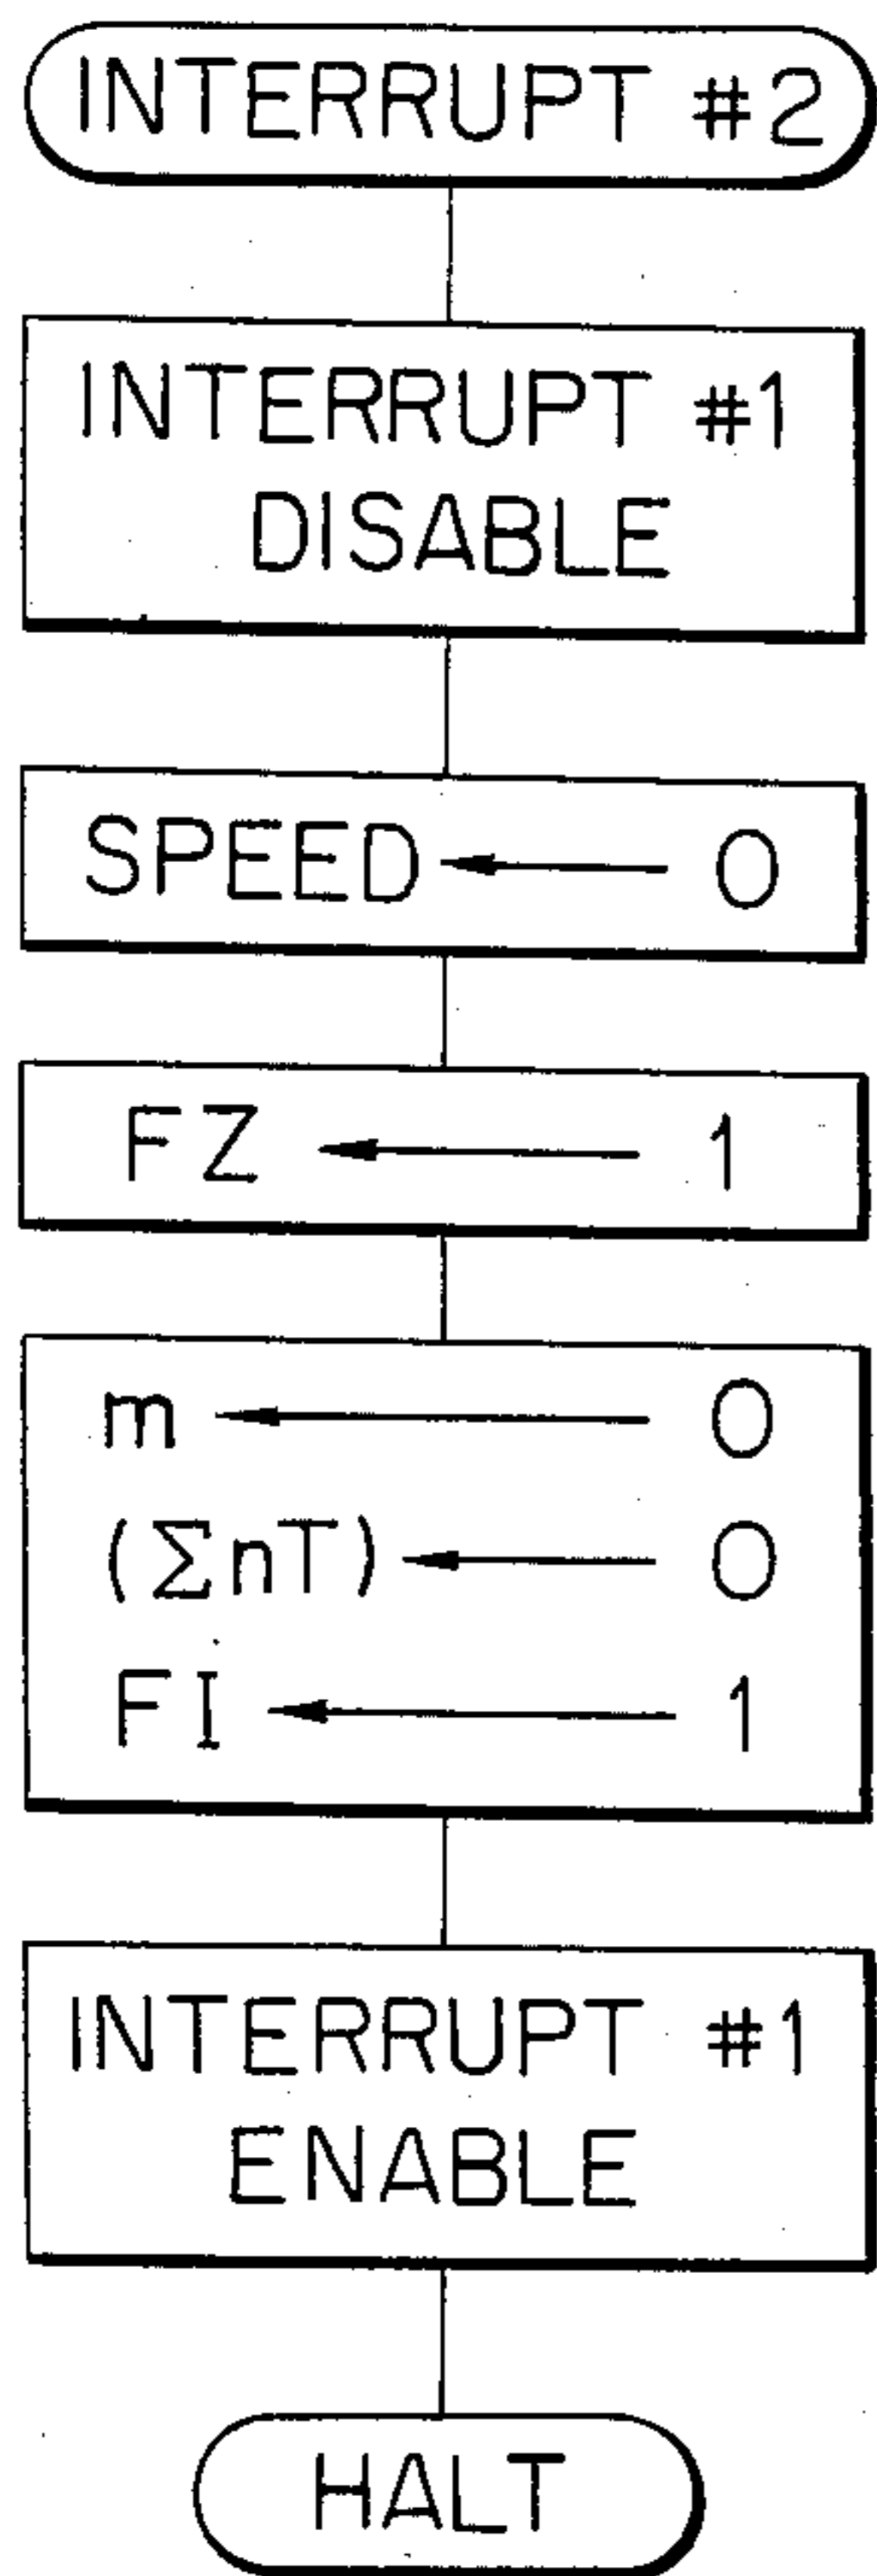 INTERRUPT #2
INTERRUPT #1
DISABLE
SPEED ← 0
FZ ← 1
m ← 0
(ΣnT) ← 0
FI ← 1
INTERRUPT #1
ENABLE
HALT